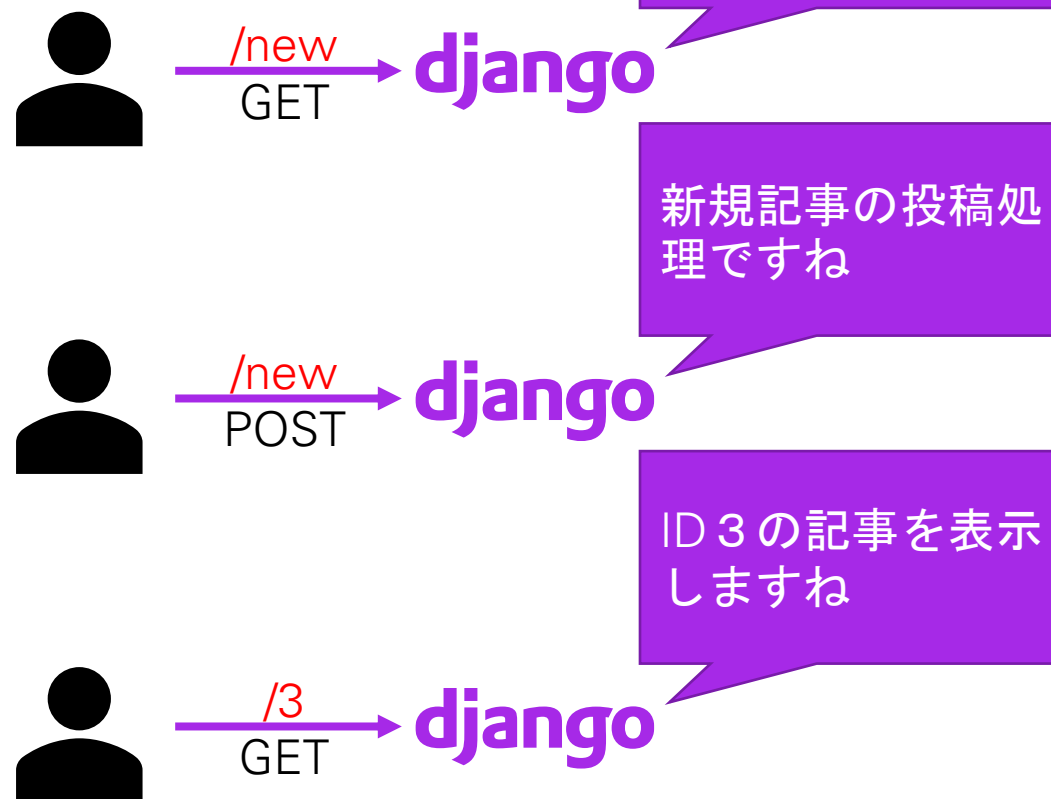 /new
GET
django
新規記事の投稿処
理ですね
/new
POST
django
ID３の記事を表示
しますね
/3
GET
django